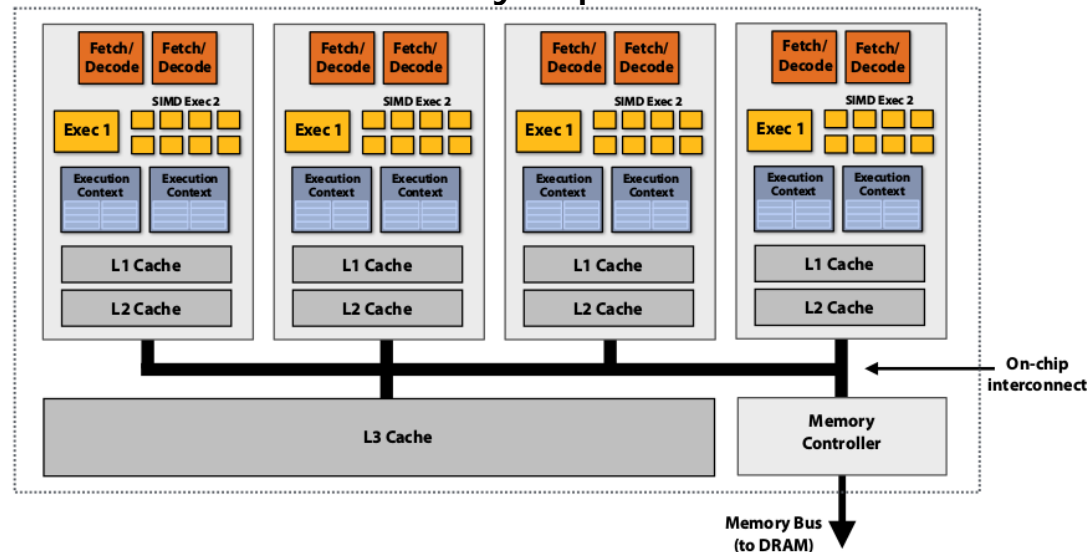 Fetch/
Decode
Fetch/
Decode
SIMD Exec 2
Exec 1
Execution
Context
Execution
Context
L1 Cache
L2 Cache
Fetch/
Decode
Fetch/
Decode
SIMD Exec 2
Exec 1
Execution
Context
Execution
Context
L1 Cache
L2 Cache
Fetch/
Decode
Fetch/
Decode
SIMD Exec 2
Exec 1
Execution
Context
Execution
Context
L1 Cache
L2 Cache
Fetch/
Decode
Fetch/
Decode
SIMD Exec 2
Exec 1
Execution
Context
Execution
Context
L1 Cache
L2 Cache
On-chip
interconnect
L3 Cache
Memory
Controller
Memory Bus
(to DRAM)